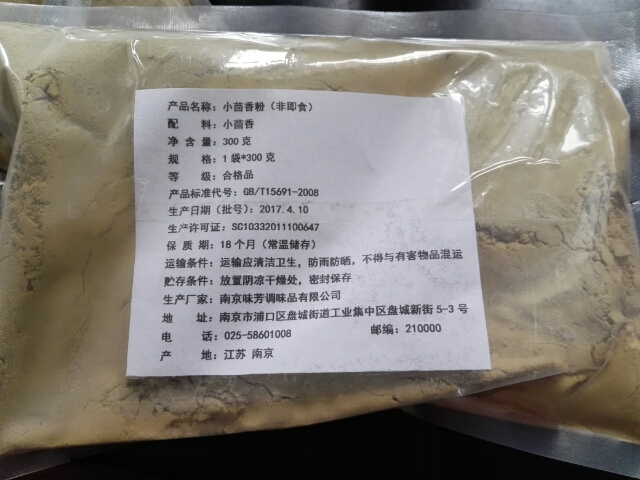 产品名称：小茴香粉（非即食）
配 料：小茴香
净 含 量：300 克
规 格：1 袋*300 克
等 级：合格品
产品标准代号：GB/T15691-2008
生产日期（批号）：2017.4.10
生产许可证：SC10332011100647
保 质 期：18 个月（常温储存）
运输条件：运输应清洁卫生，防雨防晒，不得与有害物品混运
贮存条件：放置阴凉干燥处，密封保存
生产厂家：南京味芳调味品有限公司
地 址：南京市浦口区盘城街道工业集中区盘城新街 5-3 号
电 话：025-58601008 邮编：210000
产 地：江苏 南京